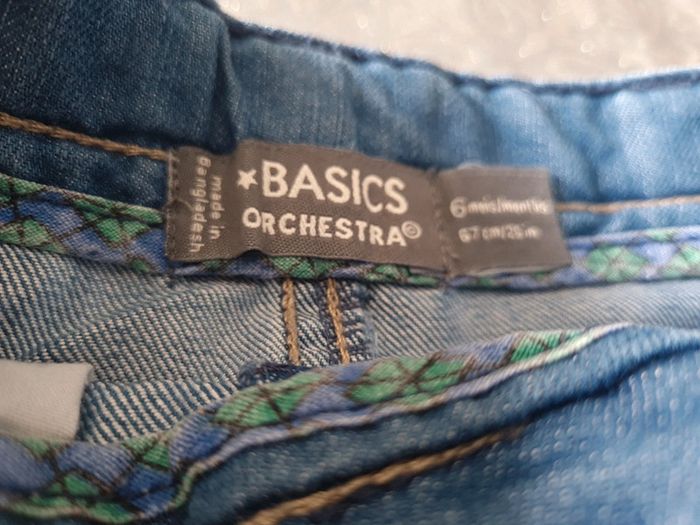 made in
Bangladesh
★BASICS
ORCHESTRA©
6 mois/months
67 cm/26 in